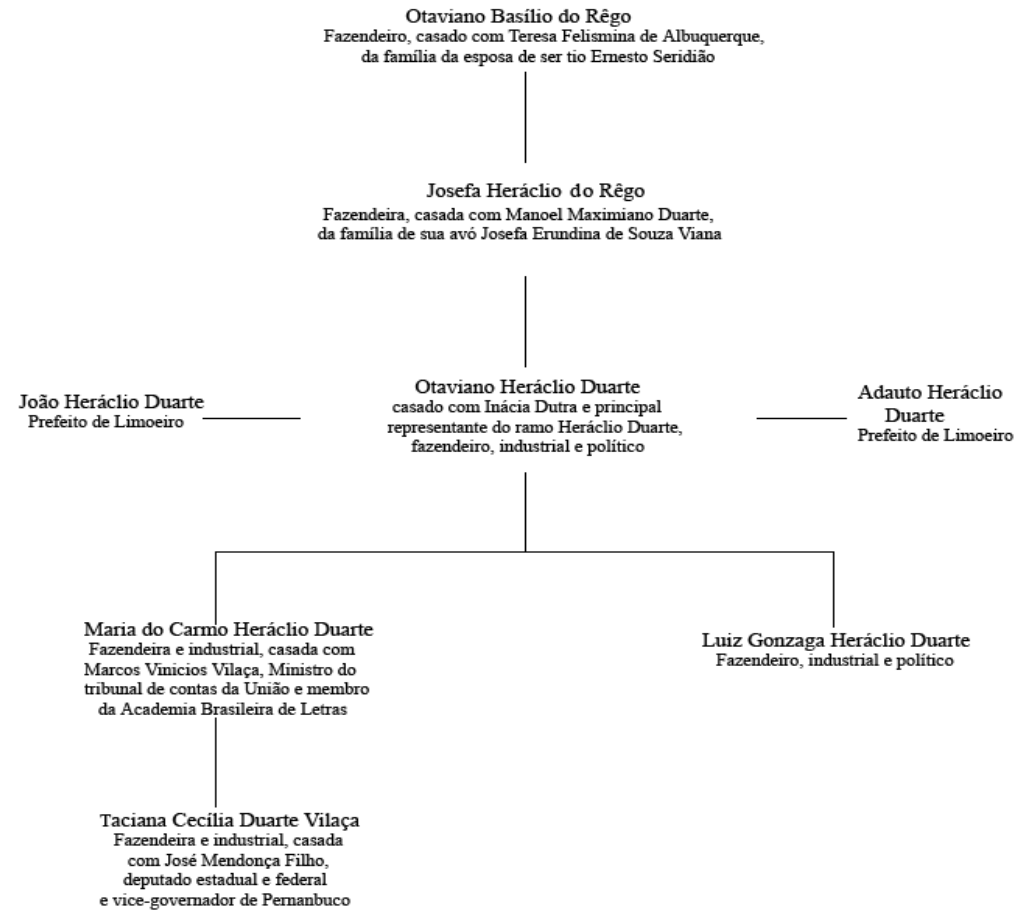 Otaviano Basílio do Rêgo
Fazendeiro, casado com Teresa Felismina de Albuquerque,
da família da esposa de ser tio Ernesto Seridião
Josefa Heráclio do Rêgo
Fazendeira, casada com Manoel Maximiano Duarte,
da família de sua avó Josefa Erundina de Souza Viana
João Heráclio Duarte
Prefeito de Limoeiro
Otaviano Heráclio Duarte
casado com Inácia Dutra e principal
representante do ramo Heráclio Duarte,
fazendeiro, industrial e político
Adauto Heráclio
Duarte
Prefeito de Limoeiro
Maria do Carmo Heráclio Duarte
Fazendeira e industrial, casada com
Marcos Vinicios Vilaça, Ministro do
tribunal de contas da União e membro
da Academia Brasileira de Letras
Luiz Gonzaga Heráclio Duarte
Fazendeiro, industrial e político
Taciana Cecília Duarte Vilaça
Fazendeira e industrial, casada
com José Mendonça Filho,
deputado estadual e federal
e vice-governador de Pernambuco